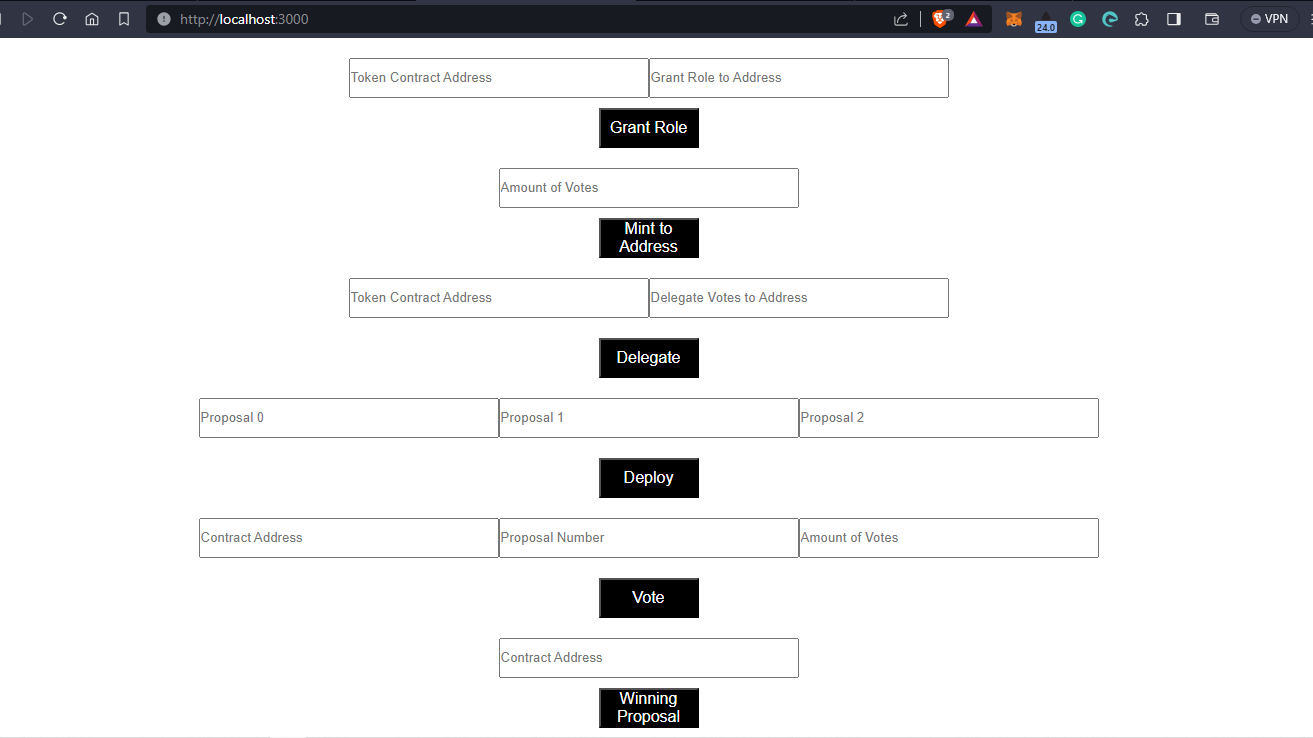 http://localhost:3000
2
24.0
VPN
Token Contract Address Grant Role to Address
Grant Role
Amount of Votes
Mint to
Address
Token Contract Address Delegate Votes to Address
Delegate
Proposal 0 Proposal 1 Proposal 2
Deploy
Contract Address Proposal Number Amount of Votes
Vote
Contract Address
Winning
Proposal